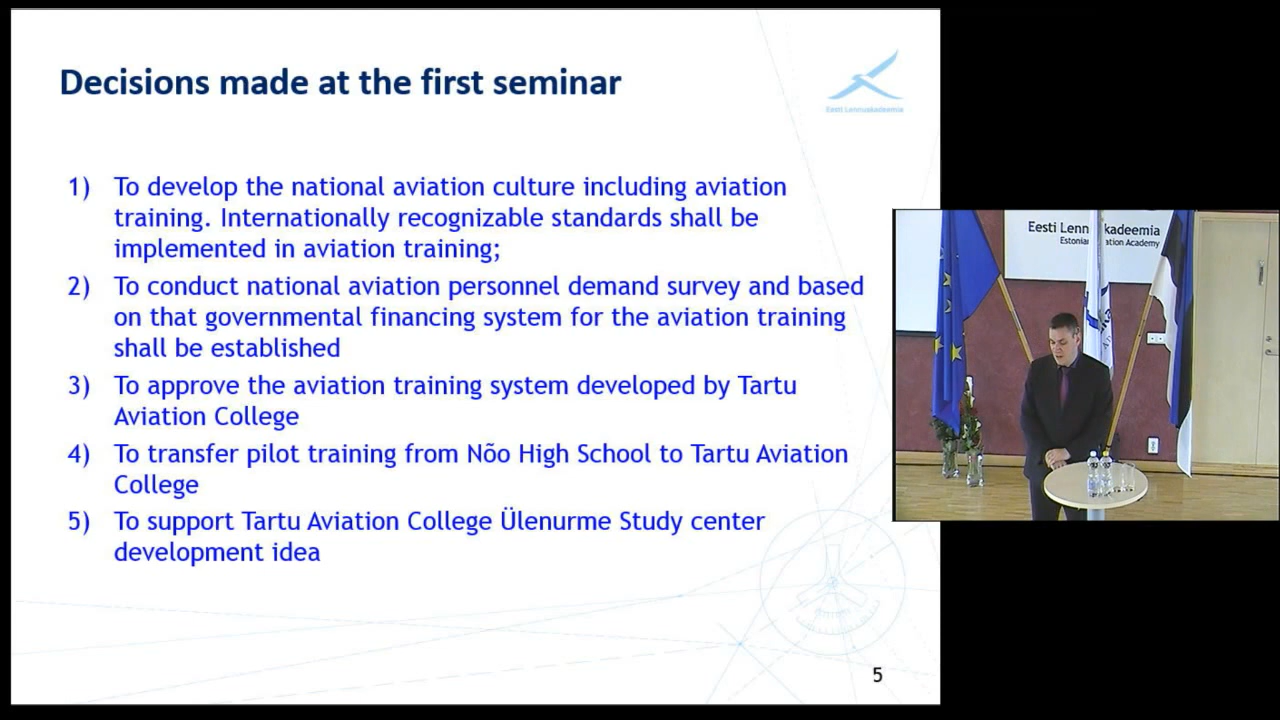 Decisions made at the first seminar
Eesti Lennuakadeemia
1) To develop the national aviation culture including aviation
training. Internationally recognizable standards shall be
implemented in aviation training;
2) To conduct national aviation personnel demand survey and based
on that governmental financing system for the aviation training
shall be established
3) To approve the aviation training system developed by Tartu
Aviation College
4) To transfer pilot training from Nõo High School to Tartu Aviation
College
5) To support Tartu Aviation College Ülenurme Study center
development idea
5
Eesti kadeemia
Academy